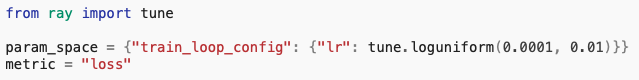 from ray import tune

param_space = {"train_loop_config": {"lr": tune.loguniform(0.0001, 0.01)}}
metric = "loss"